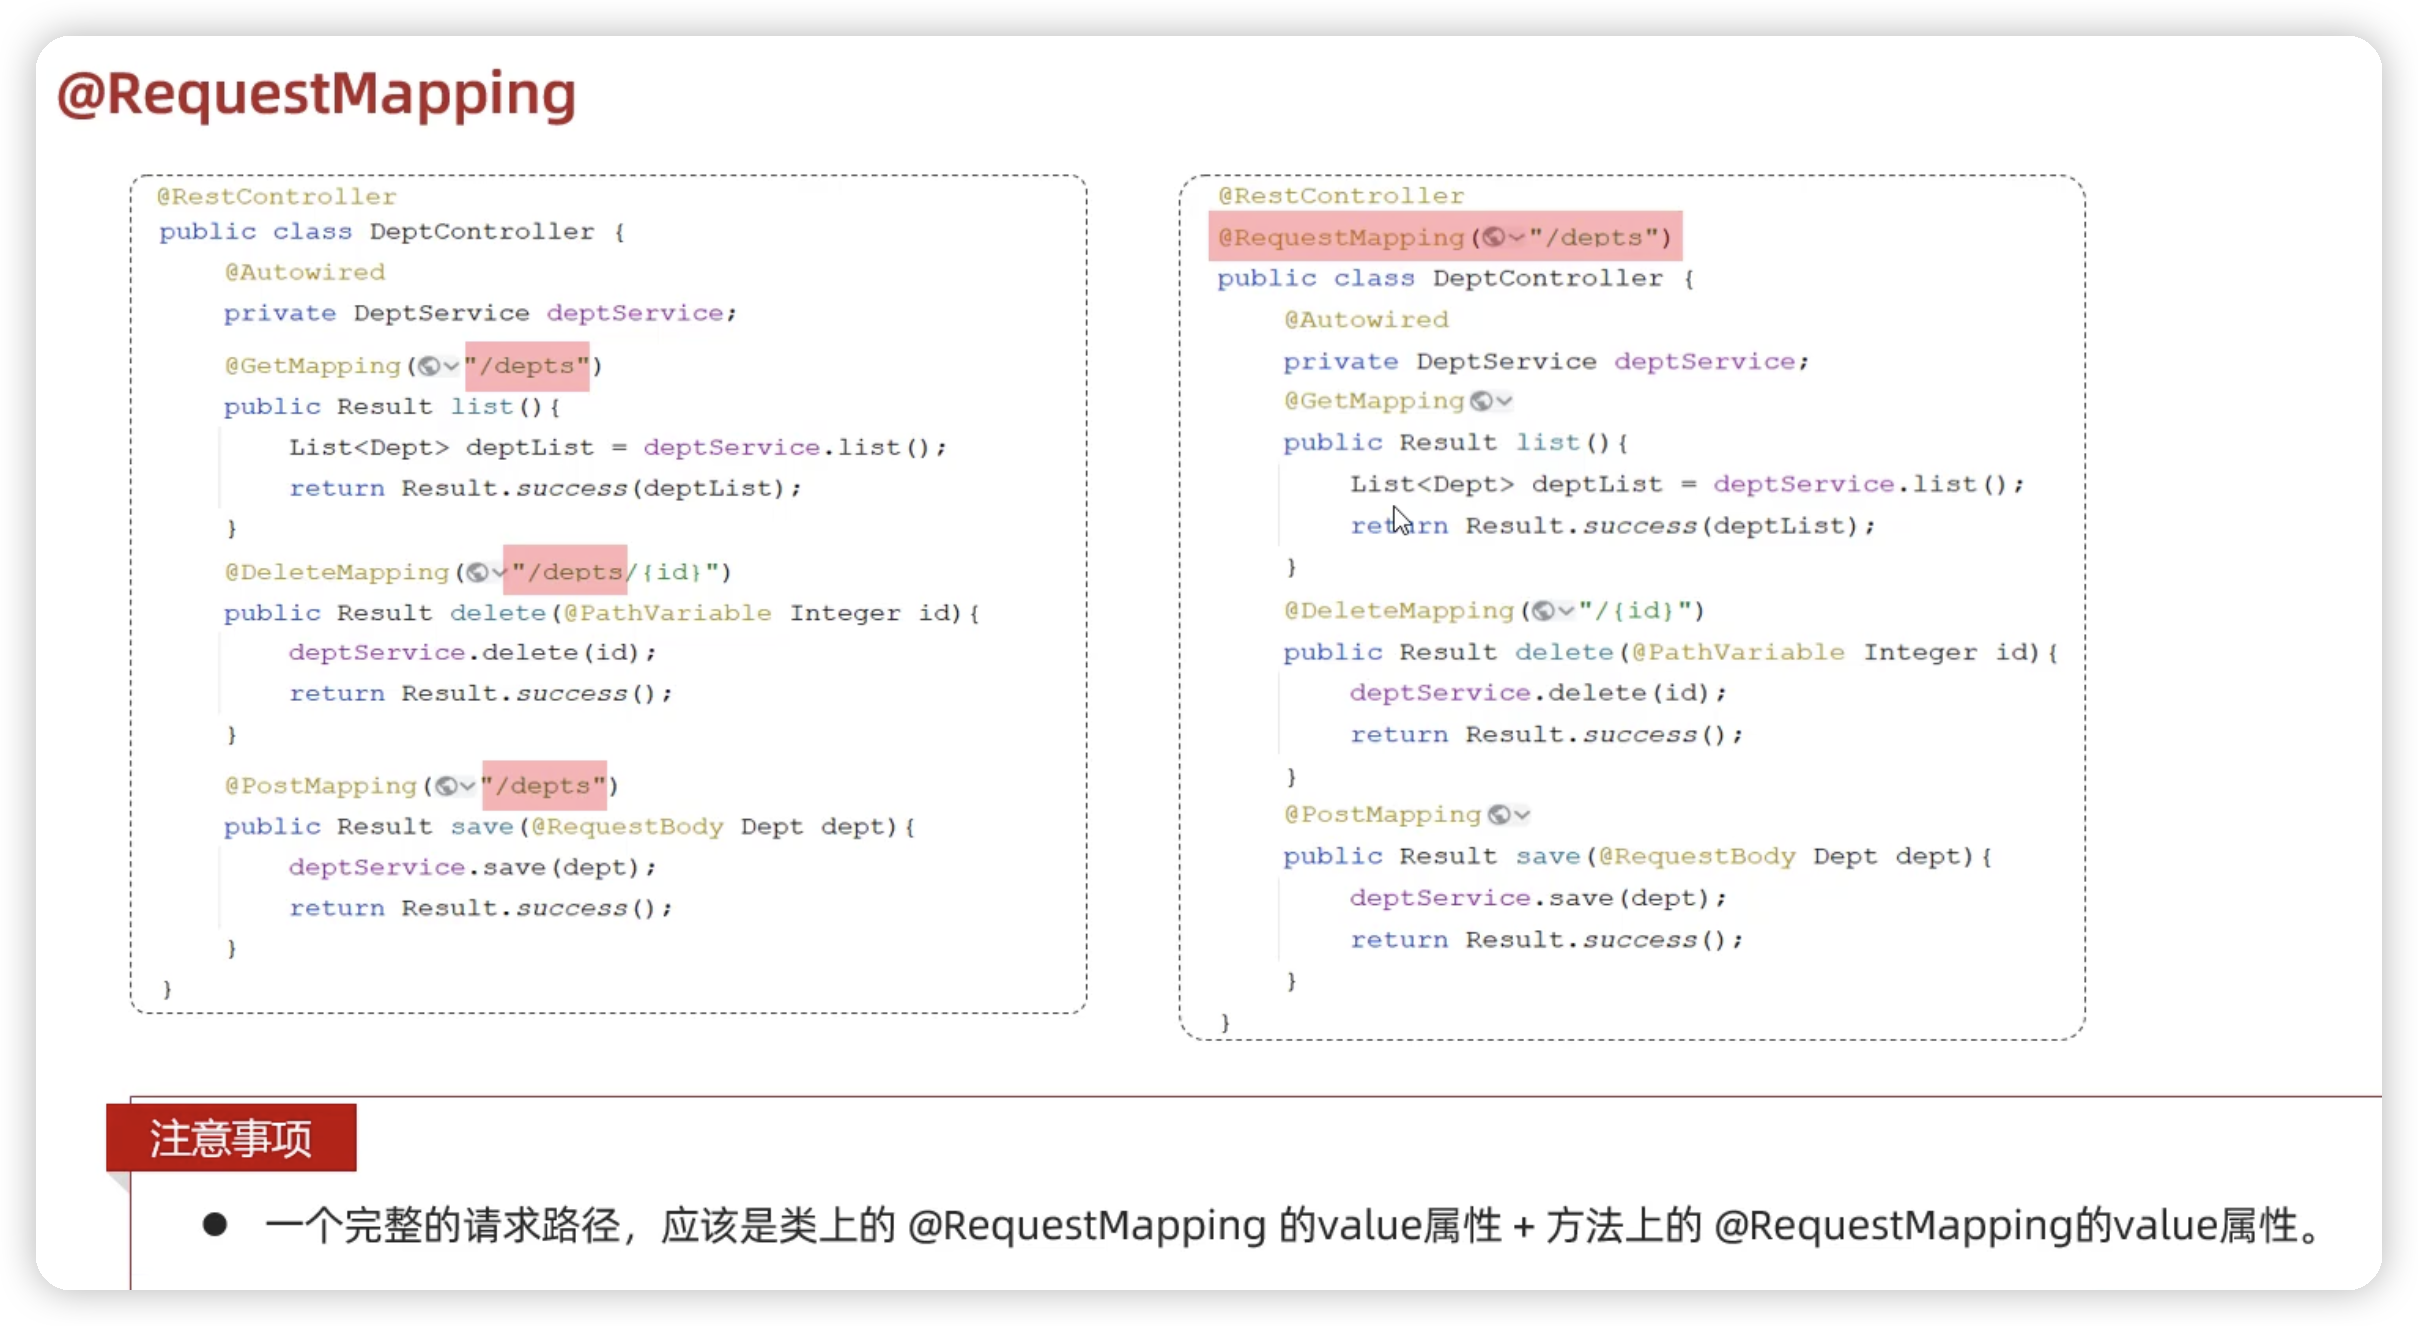 @RequestMapping
@RestController
public class DeptController {
@Autowired
private DeptService deptService;
@GetMapping("/depts")
public Result list(){
List<Dept> deptList = deptService.list();
return Result.success(deptList);
}
@DeleteMapping("/depts/{id}")
public Result delete(@PathVariable Integer id){
deptService.delete(id);
return Result.success();
}
@PostMapping("/depts")
public Result save(@RequestBody Dept dept){
deptService.save(dept);
return Result.success();
}
}
@RestController
@RequestMapping("/depts")
public class DeptController {
@Autowired
private DeptService deptService;
@GetMapping
public Result list(){
List<Dept> deptList = deptService.list();
return Result.success(deptList);
}
@DeleteMapping("/{id}")
public Result delete(@PathVariable Integer id){
deptService.delete(id);
return Result.success();
}
@PostMapping
public Result save(@RequestBody Dept dept){
deptService.save(dept);
return Result.success();
}
}
注意事项
● 一个完整的请求路径，应该是类上的 @RequestMapping 的value属性 + 方法上的 @RequestMapping的value属性。